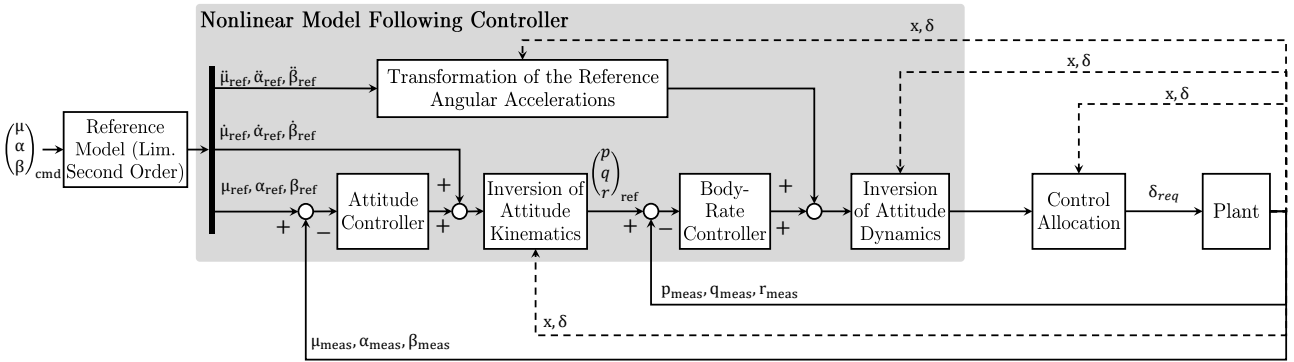 Nonlinear Model Following Controller
x, δ
μ̈ref, α̈ref, β̈ref
Transformation of the Reference
Angular Accelerations
x, δ
x, δ
μ
α
β
cmd
Reference
Model (Lim.
Second Order)
μ̇ref, α̇ref, β̇ref
μref, αref, βref
+
−
Attitude
Controller
+
+
Inversion of
Attitude
Kinematics
p
q
r
ref
+
−
Body-
Rate
Controller
+
+
Inversion
of Attitude
Dynamics
Control
Allocation
δreq
Plant
pmeas, qmeas, rmeas
x, δ
μmeas, αmeas, βmeas